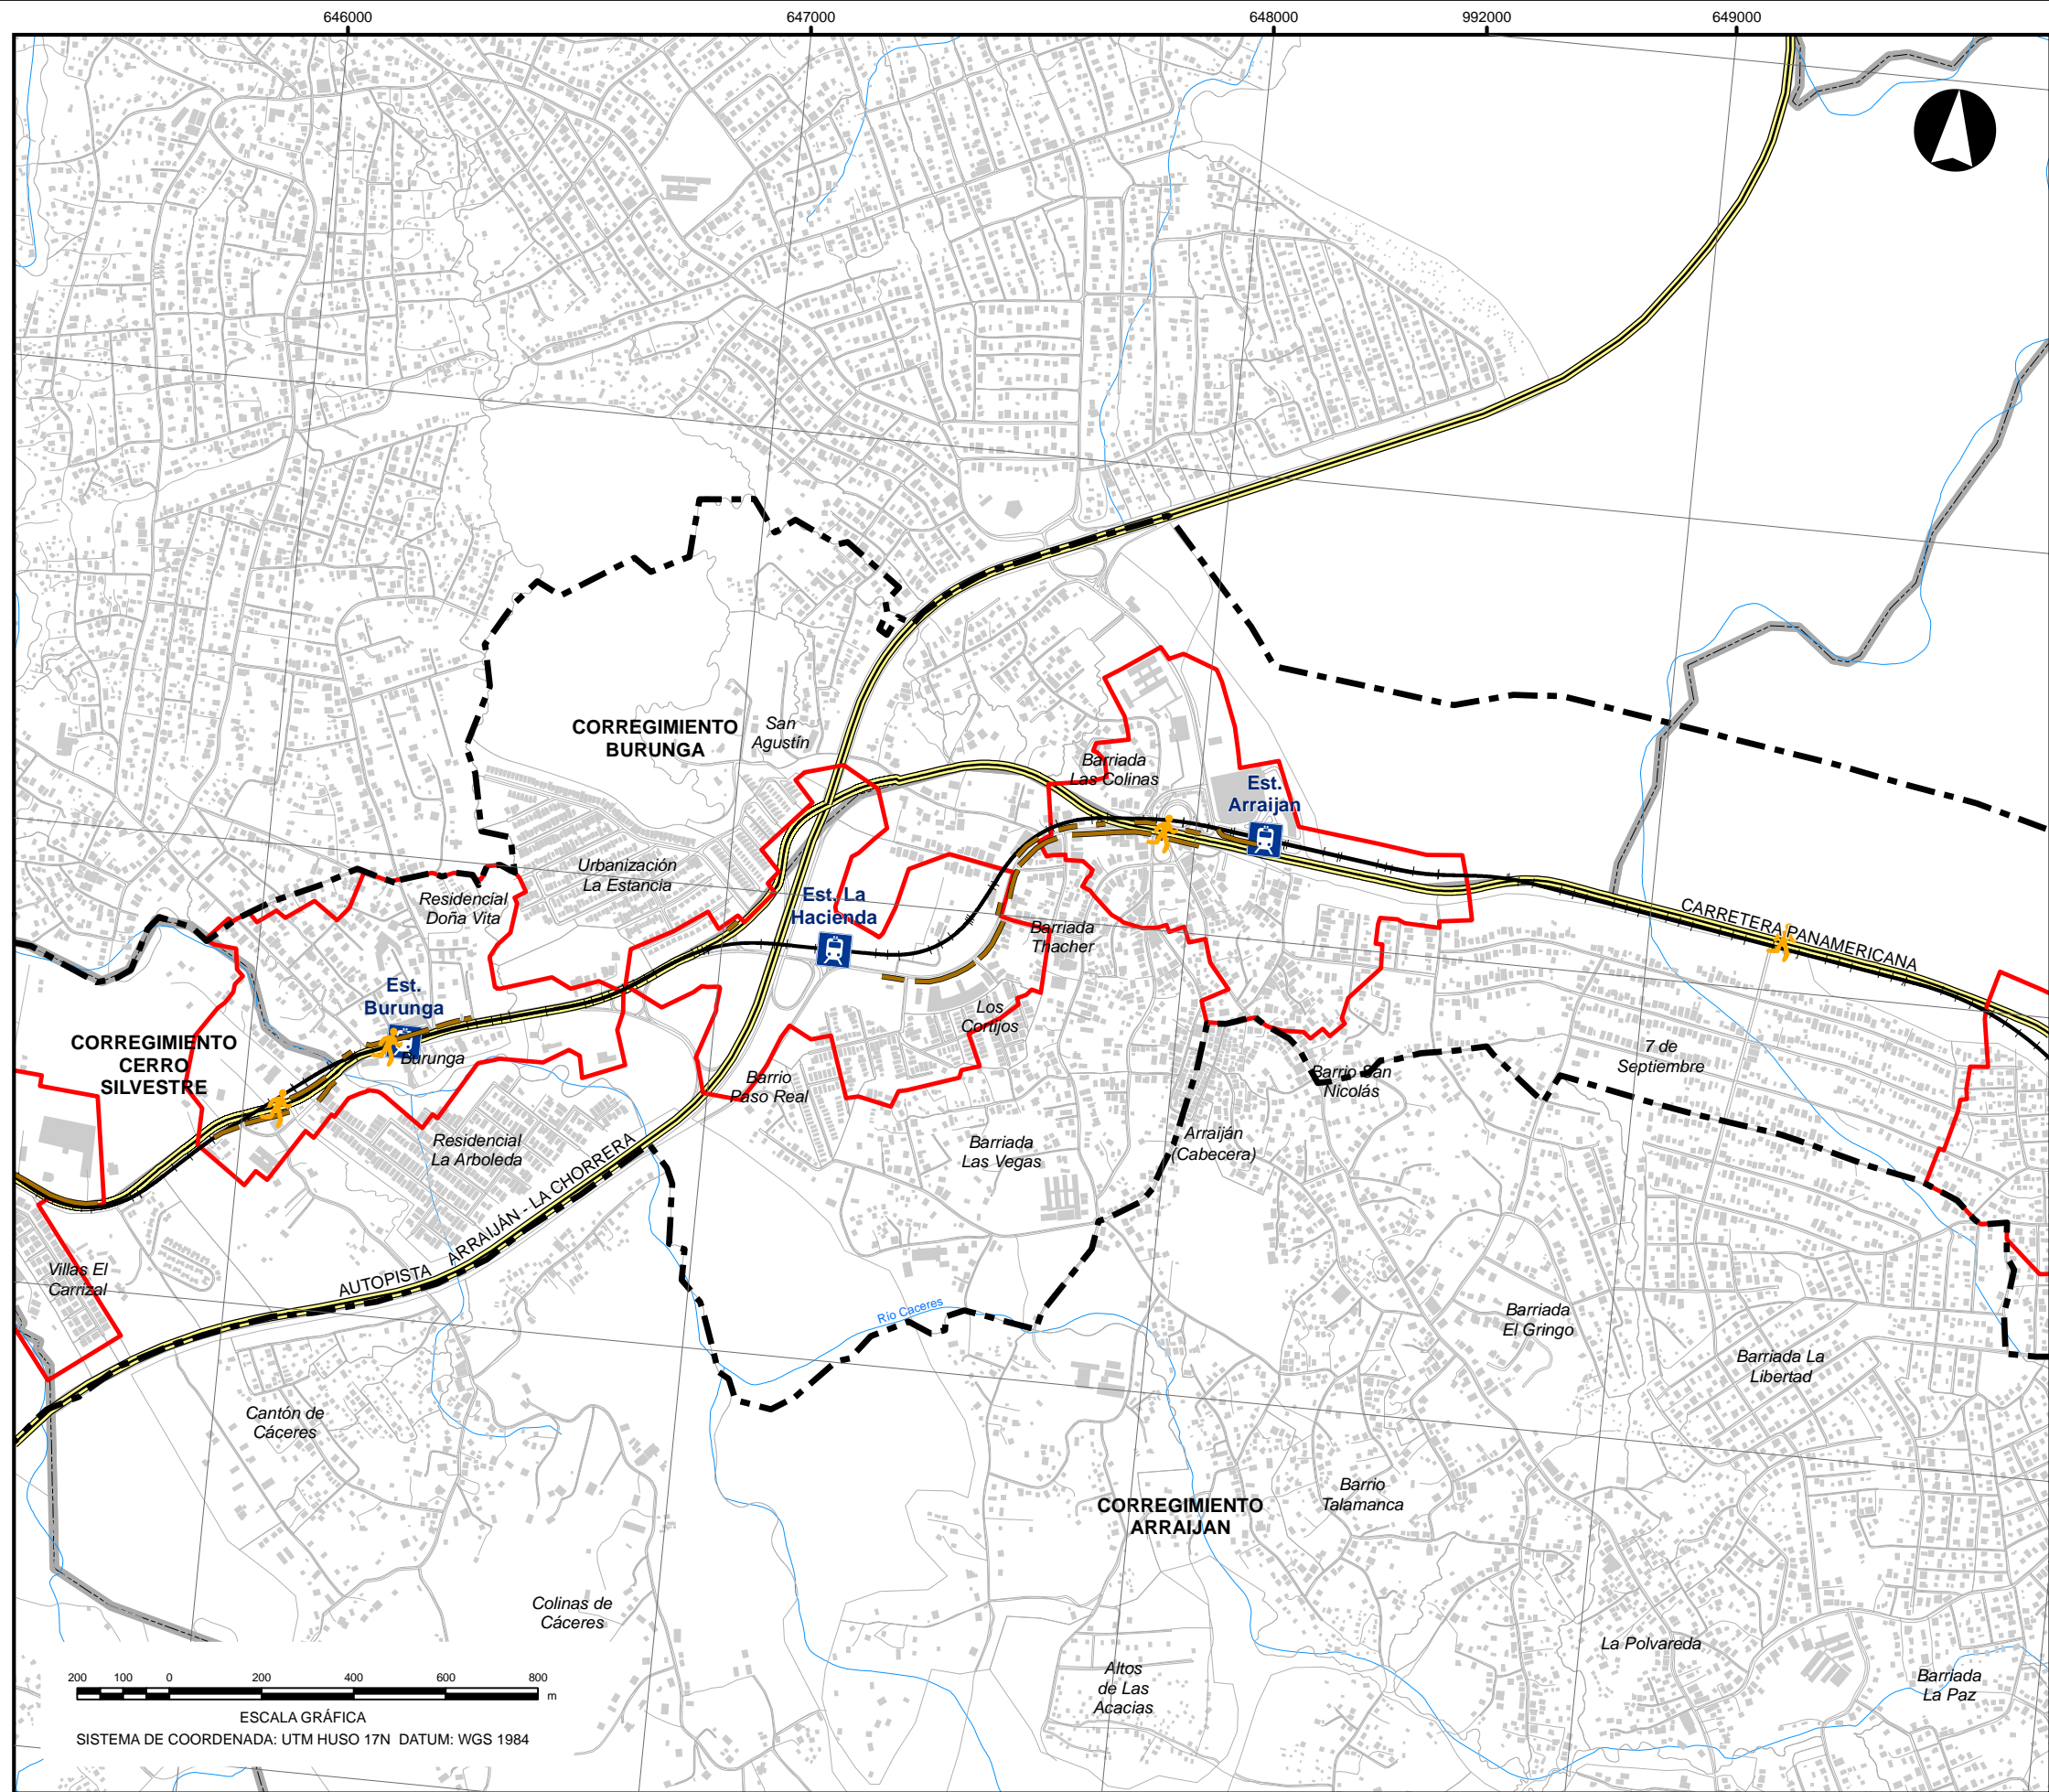 646000
647000
648000
992000
649000
CORREGIMIENTO
BURUNGA
San
Agustín
Barriada
Las Colinas
Est.
Arraijan
Urbanización
La Estancia
Residencial
Doña Vita
Est. La
Hacienda
Barriada
Thacher
CARRETERA PANAMERICANA
Est.
Burunga
Burunga
Los
Cortijos
CORREGIMIENTO
CERRO
SILVESTRE
7 de
Septiembre
Barrio
Paso Real
Barrio San
Nicolás
Residencial
La Arboleda
Barriada
Las Vegas
Arraiján
(Cabecera)
AUTOPISTA ARRAIJÁN - LA CHORRERA
Villas El
Carrizal
Río Caceres
Barriada
El Gringo
Barriada La
Libertad
Cantón de
Cáceres
Barrio
Talamanca
CORREGIMIENTO
ARRAIJAN
Colinas de
Cáceres
La Polvareda
Altos
de Las
Acacias
Barriada
La Paz
200 100 0 200 400 600 800
m
ESCALA GRÁFICA
SISTEMA DE COORDENADA: UTM HUSO 17N DATUM: WGS 1984